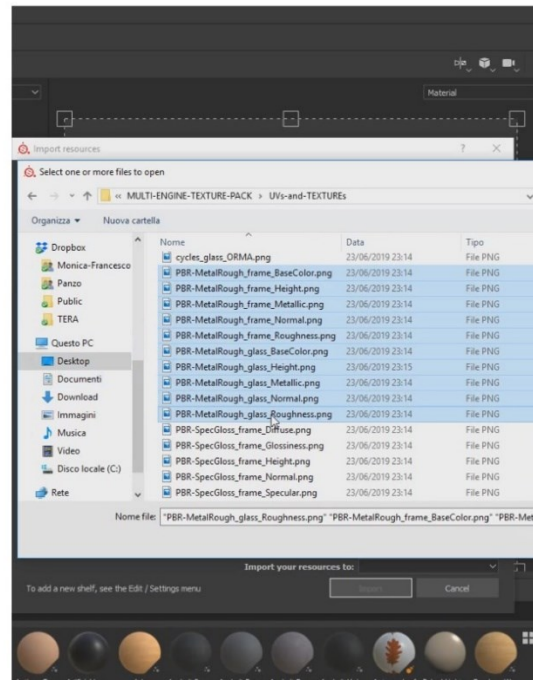 Material
Import resources ? ×
Select one or more files to open
« MULTI-ENGINE-TEXTURE-PACK > UVs-and-TEXTUREs
Organizza Nuova cartella
Nome Data Tipo
Dropbox
Monica-Francesco
Panzo
Public
TERA
Questo PC
Desktop
Documenti
Download
Immagini
Musica
Video
Disco locale (C:)
Rete
cycles_glass_ORMA.png 23/06/2019 23:14 File PNG
PBR-MetalRough_frame_BaseColor.png 23/06/2019 23:14 File PNG
PBR-MetalRough_frame_Height.png 23/06/2019 23:14 File PNG
PBR-MetalRough_frame_Metallic.png 23/06/2019 23:14 File PNG
PBR-MetalRough_frame_Normal.png 23/06/2019 23:14 File PNG
PBR-MetalRough_frame_Roughness.png 23/06/2019 23:14 File PNG
PBR-MetalRough_glass_BaseColor.png 23/06/2019 23:14 File PNG
PBR-MetalRough_glass_Height.png 23/06/2019 23:15 File PNG
PBR-MetalRough_glass_Metallic.png 23/06/2019 23:14 File PNG
PBR-MetalRough_glass_Normal.png 23/06/2019 23:14 File PNG
PBR-MetalRough_glass_Roughness.png 23/06/2019 23:14 File PNG
PBR-SpecGloss_frame_Diffuse.png 23/06/2019 23:14 File PNG
PBR-SpecGloss_frame_Glossiness.png 23/06/2019 23:14 File PNG
PBR-SpecGloss_frame_Height.png 23/06/2019 23:14 File PNG
PBR-SpecGloss_frame_Normal.png 23/06/2019 23:14 File PNG
PBR-SpecGloss_frame_Specular.png 23/06/2019 23:14 File PNG
Nome file: "PBR-MetalRough_glass_Roughness.png" "PBR-MetalRough_frame_BaseColor.png" "PBR-Met
Import your resources to:
To add a new shelf, see the Edit / Settings menu
Import Cancel